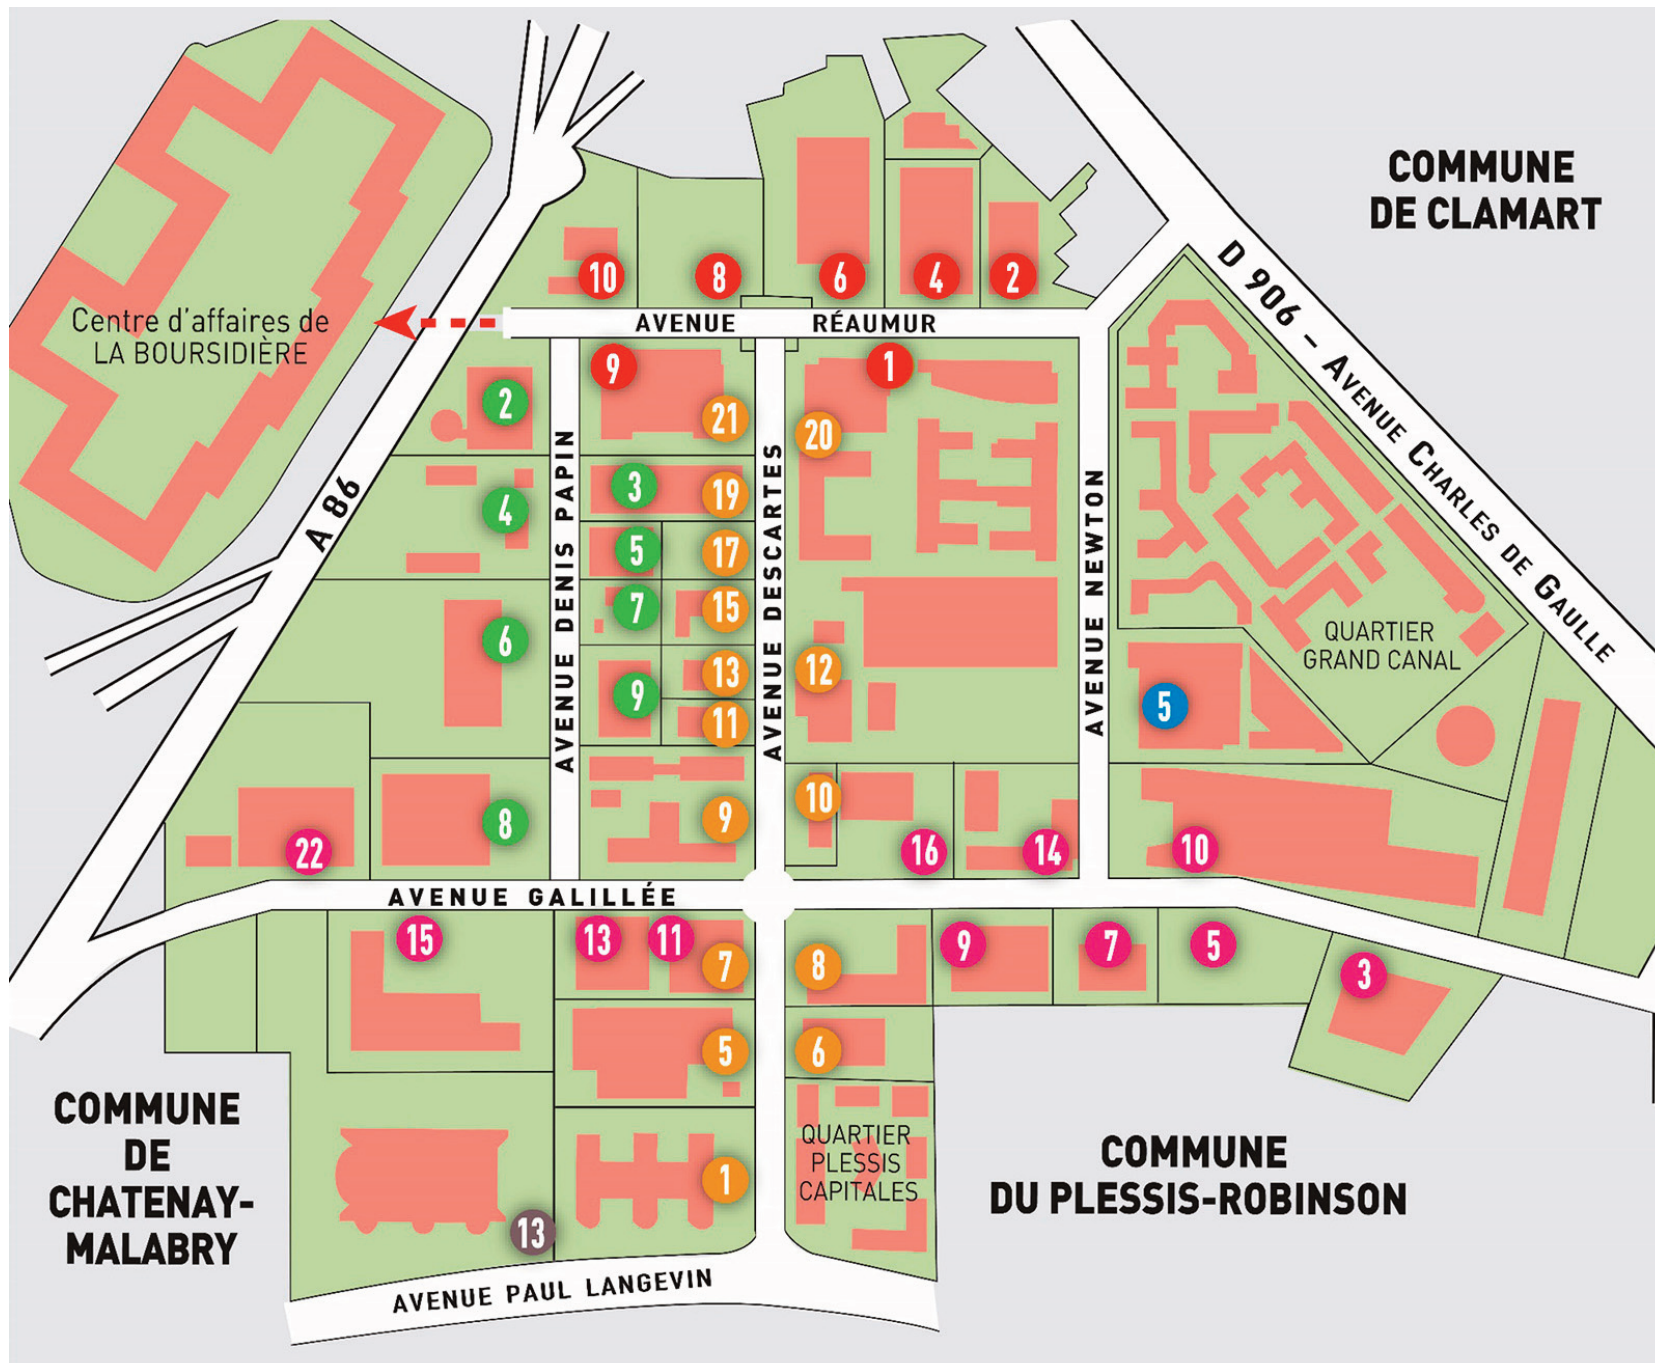 COMMUNE
DE CLAMART
D 906 – AVENUE CHARLES DE GAULLE
10
8
6
4
2
Centre d'affaires de
LA BOURSIDIÈRE
AVENUE RÉAUMUR
9
1
2
21
20
A 86
AVENUE DENIS PAPIN
AVENUE DESCARTES
AVENUE NEWTON
3
19
4
5
17
7
15
6
QUARTIER
GRAND CANAL
13
12
9
11
5
10
8
9
22
16
14
10
AVENUE GALILLÉE
15
13
11
7
8
9
7
5
3
5
6
COMMUNE
DE
CHATENAY-
MALABRY
QUARTIER
PLESSIS
CAPITALES
COMMUNE
DU PLESSIS-ROBINSON
1
13
AVENUE PAUL LANGEVIN